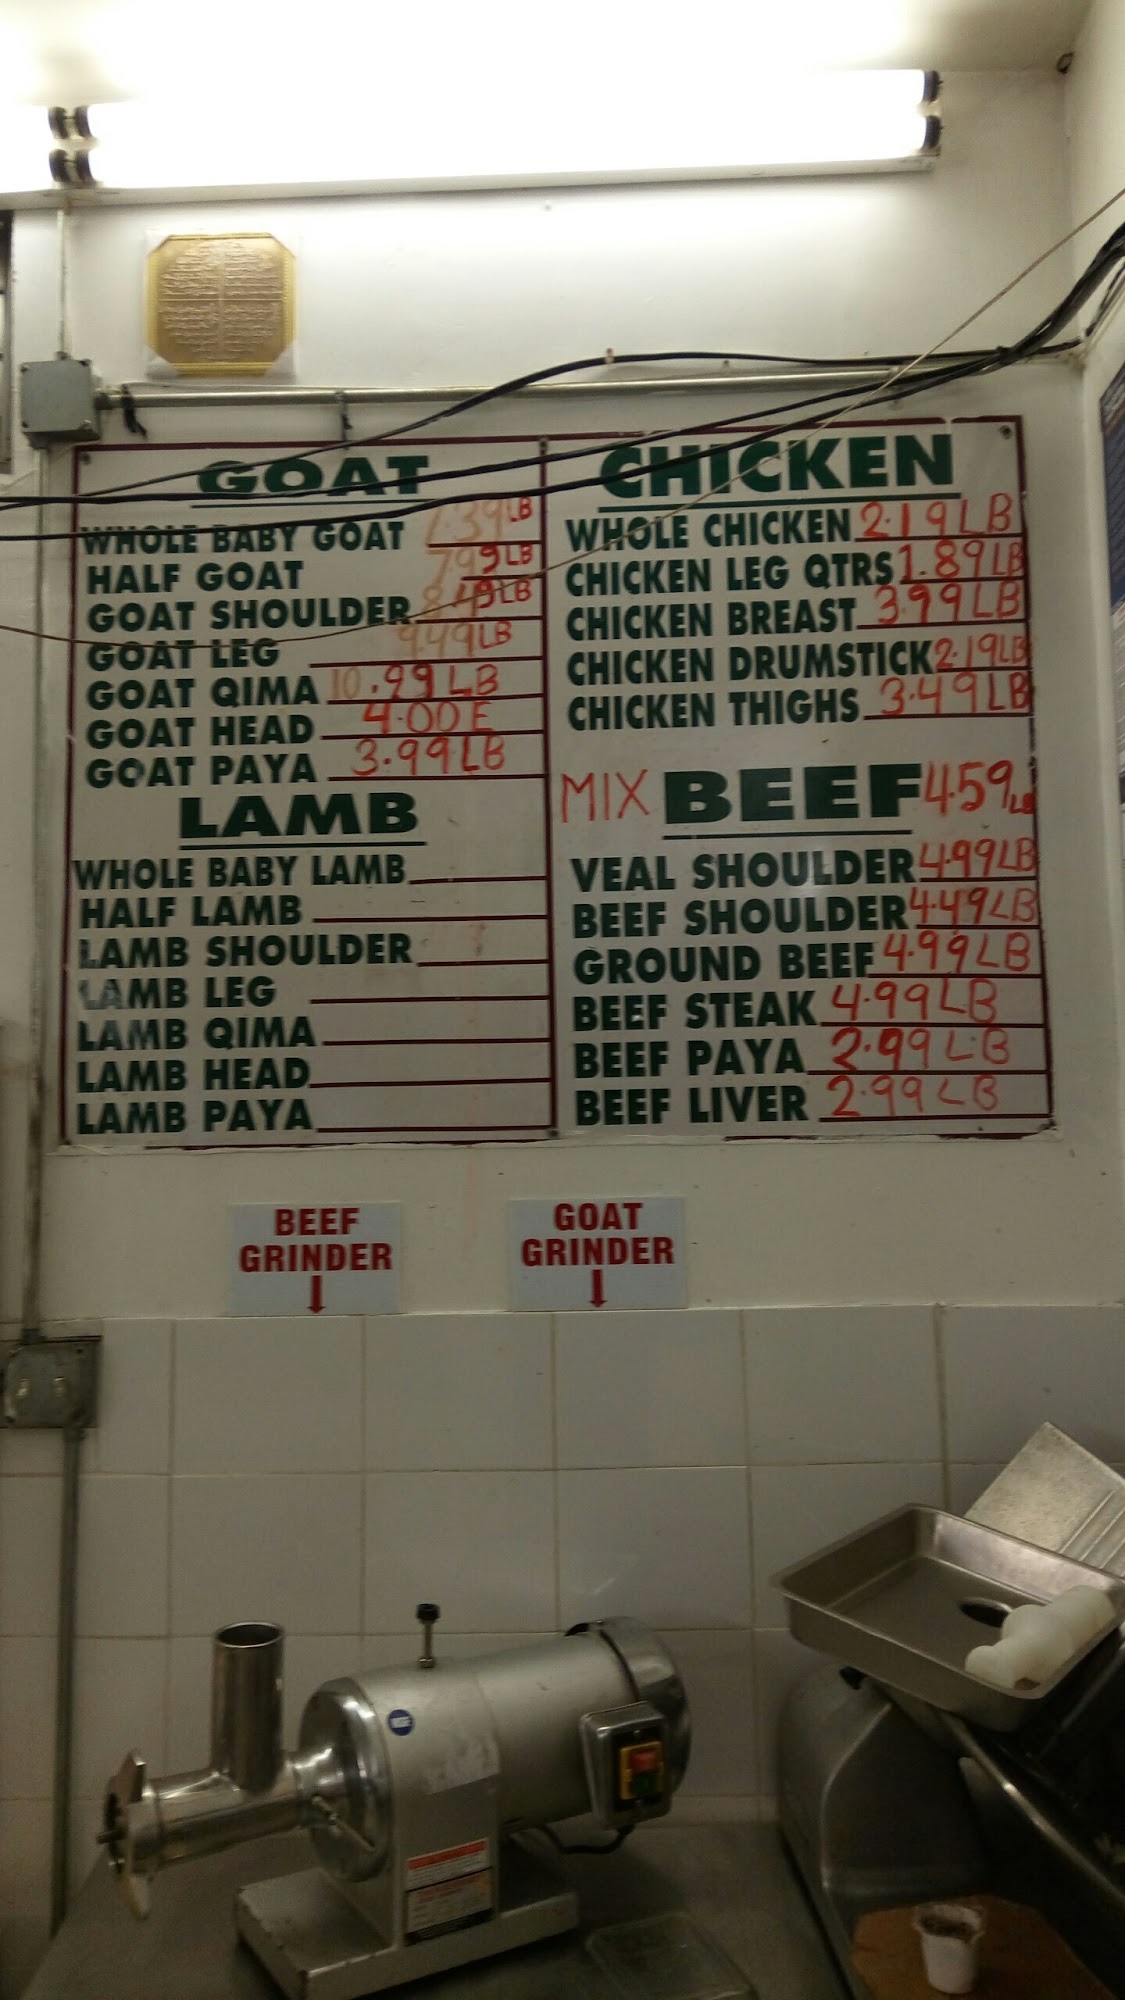 GOAT
WHOLE BABY GOAT 7.39LB
HALF GOAT 7.99LB
GOAT SHOULDER 8.49LB
GOAT LEG 9.49LB
GOAT QIMA 10.99LB
GOAT HEAD 4.00E
GOAT PAYA 3.99LB
LAMB
WHOLE BABY LAMB
HALF LAMB
LAMB SHOULDER
LAMB LEG
LAMB QIMA
LAMB HEAD
LAMB PAYA
CHICKEN
WHOLE CHICKEN 2.19LB
CHICKEN LEG QTRS 1.89LB
CHICKEN BREAST 3.99LB
CHICKEN DRUMSTICK 2.19LB
CHICKEN THIGHS 3.49LB
MIX BEEF 4.59LB
VEAL SHOULDER 4.99LB
BEEF SHOULDER 4.49LB
GROUND BEEF 4.99LB
BEEF STEAK 4.99LB
BEEF PAYA 2.99LB
BEEF LIVER 2.99LB
BEEF
GRINDER
GOAT
GRINDER